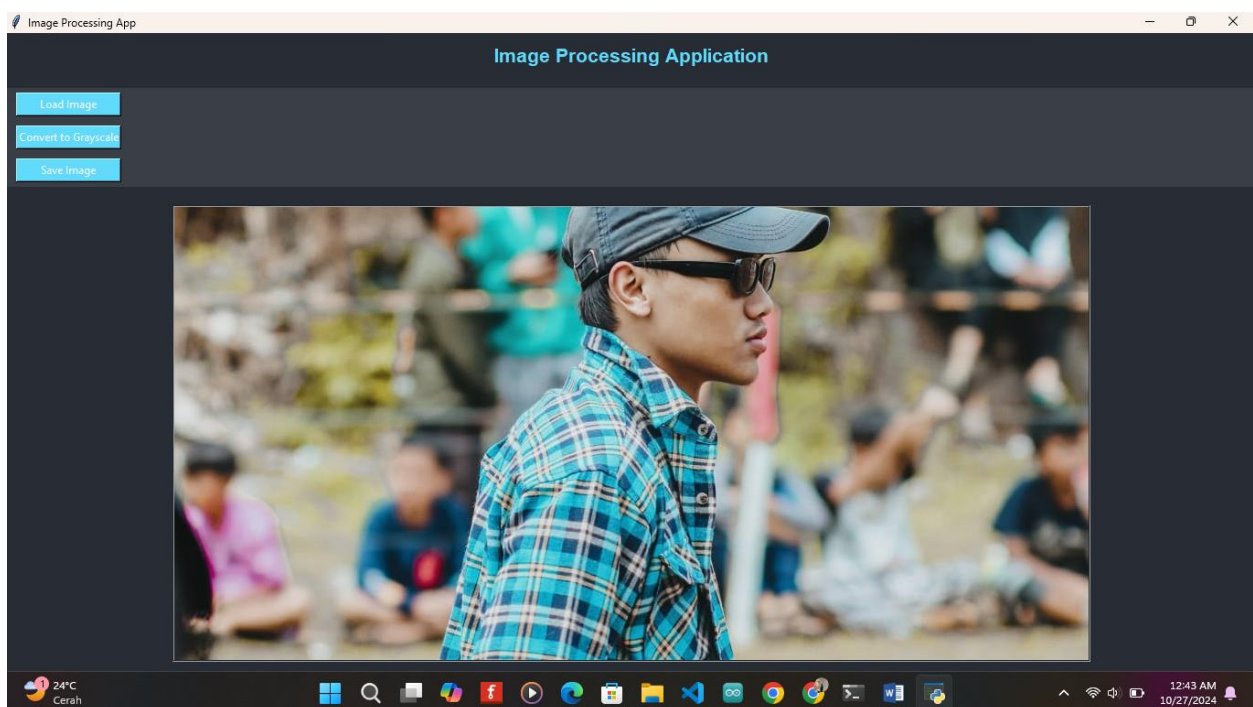 Image Processing App
Image Processing Application
Load Image
Convert to Grayscale
Save Image
1
24°C
Cerah
12:43 AM
10/27/2024